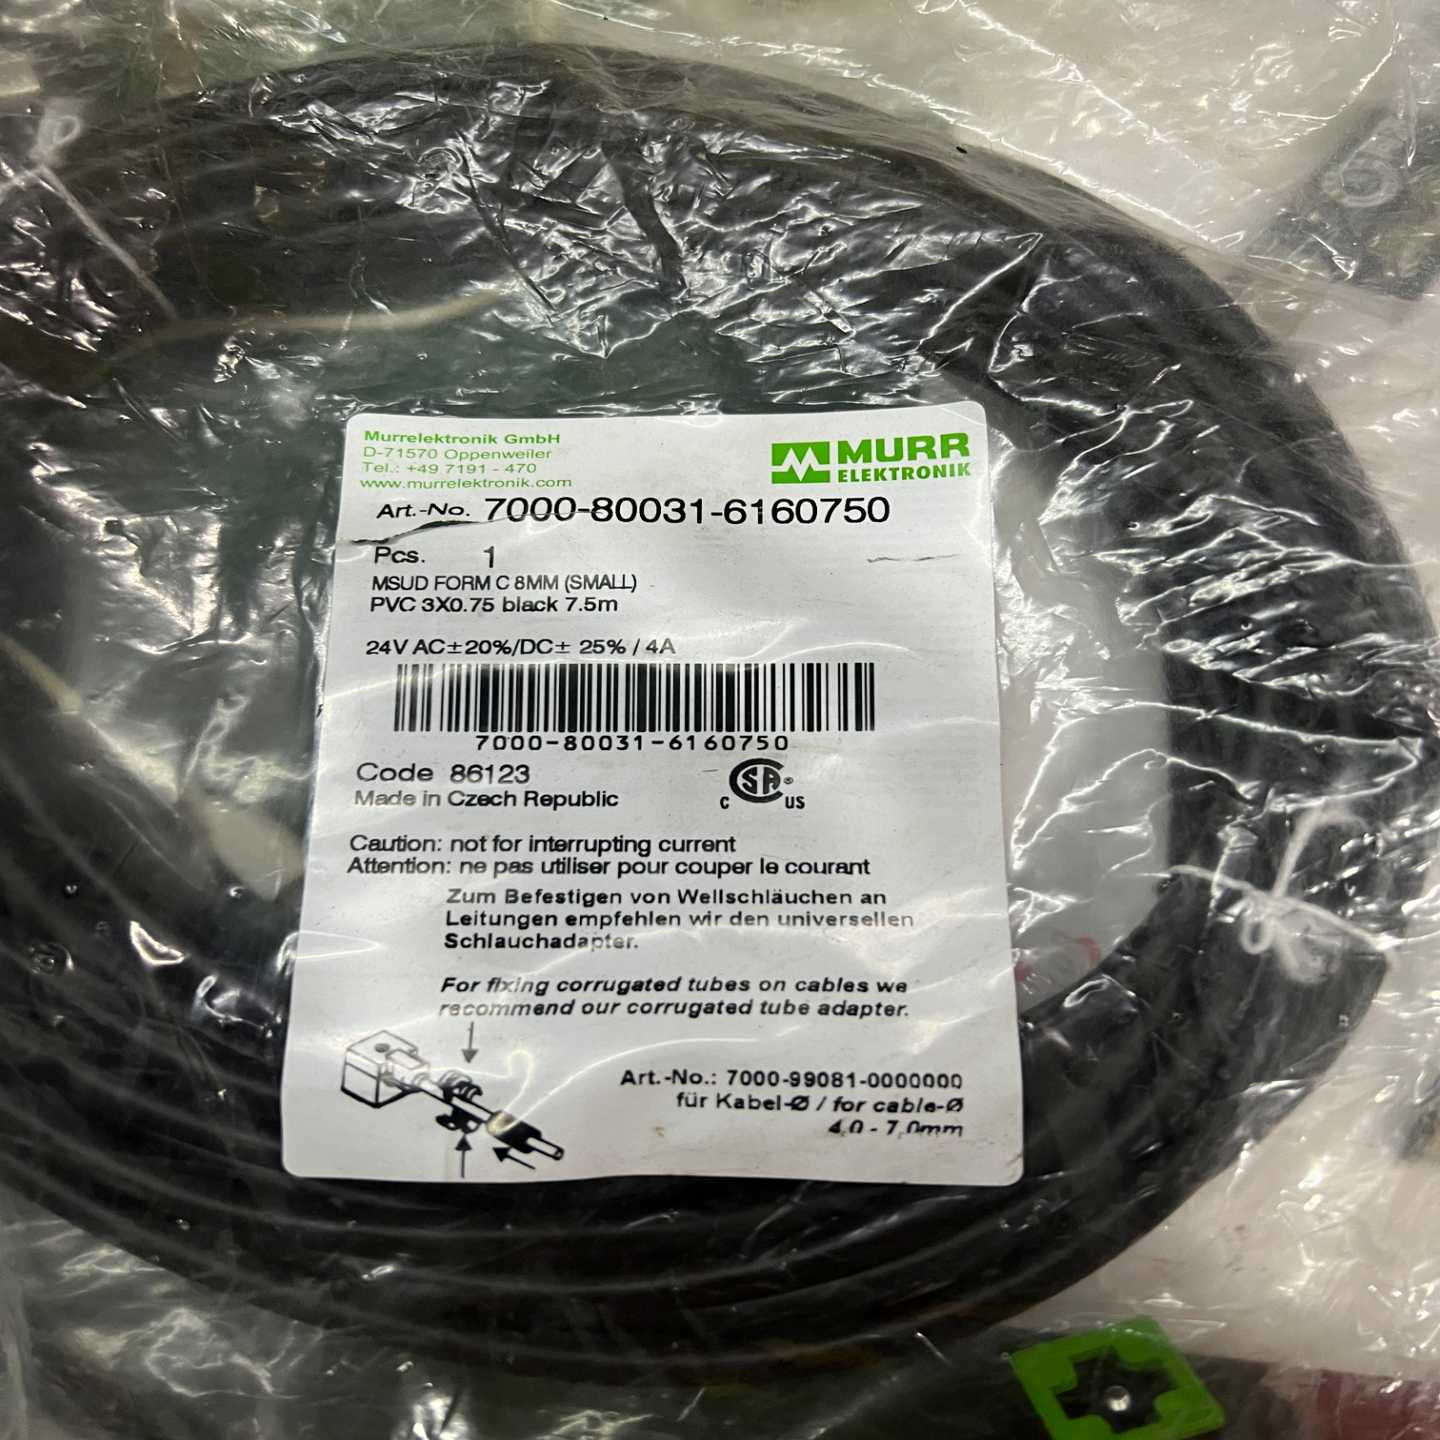 Murrelektronik GmbH
D-71570 Oppenweiler
Tel.: +49 7191 - 470
www.murrelektronik.com
MURR
ELEKTRONIK
Art.-No. 7000-80031-6160750
Pcs. 1
MSUD FORM C 8MM (SMALL)
PVC 3X0.75 black 7.5m
24V AC±20%/DC± 25% / 4A
7000-80031-6160750
Code 86123
Made in Czech Republic
C SA® US
Caution: not for interrupting current
Attention: ne pas utiliser pour couper le courant
Zum Befestigen von Wellschläuchen an
Leitungen empfehlen wir den universellen
Schlauchadapter.
For fixing corrugated tubes on cables we
recommend our corrugated tube adapter.
Art.-No.: 7000-99081-0000000
für Kabel-Ø / for cable-Ø
4.0 - 7.0mm